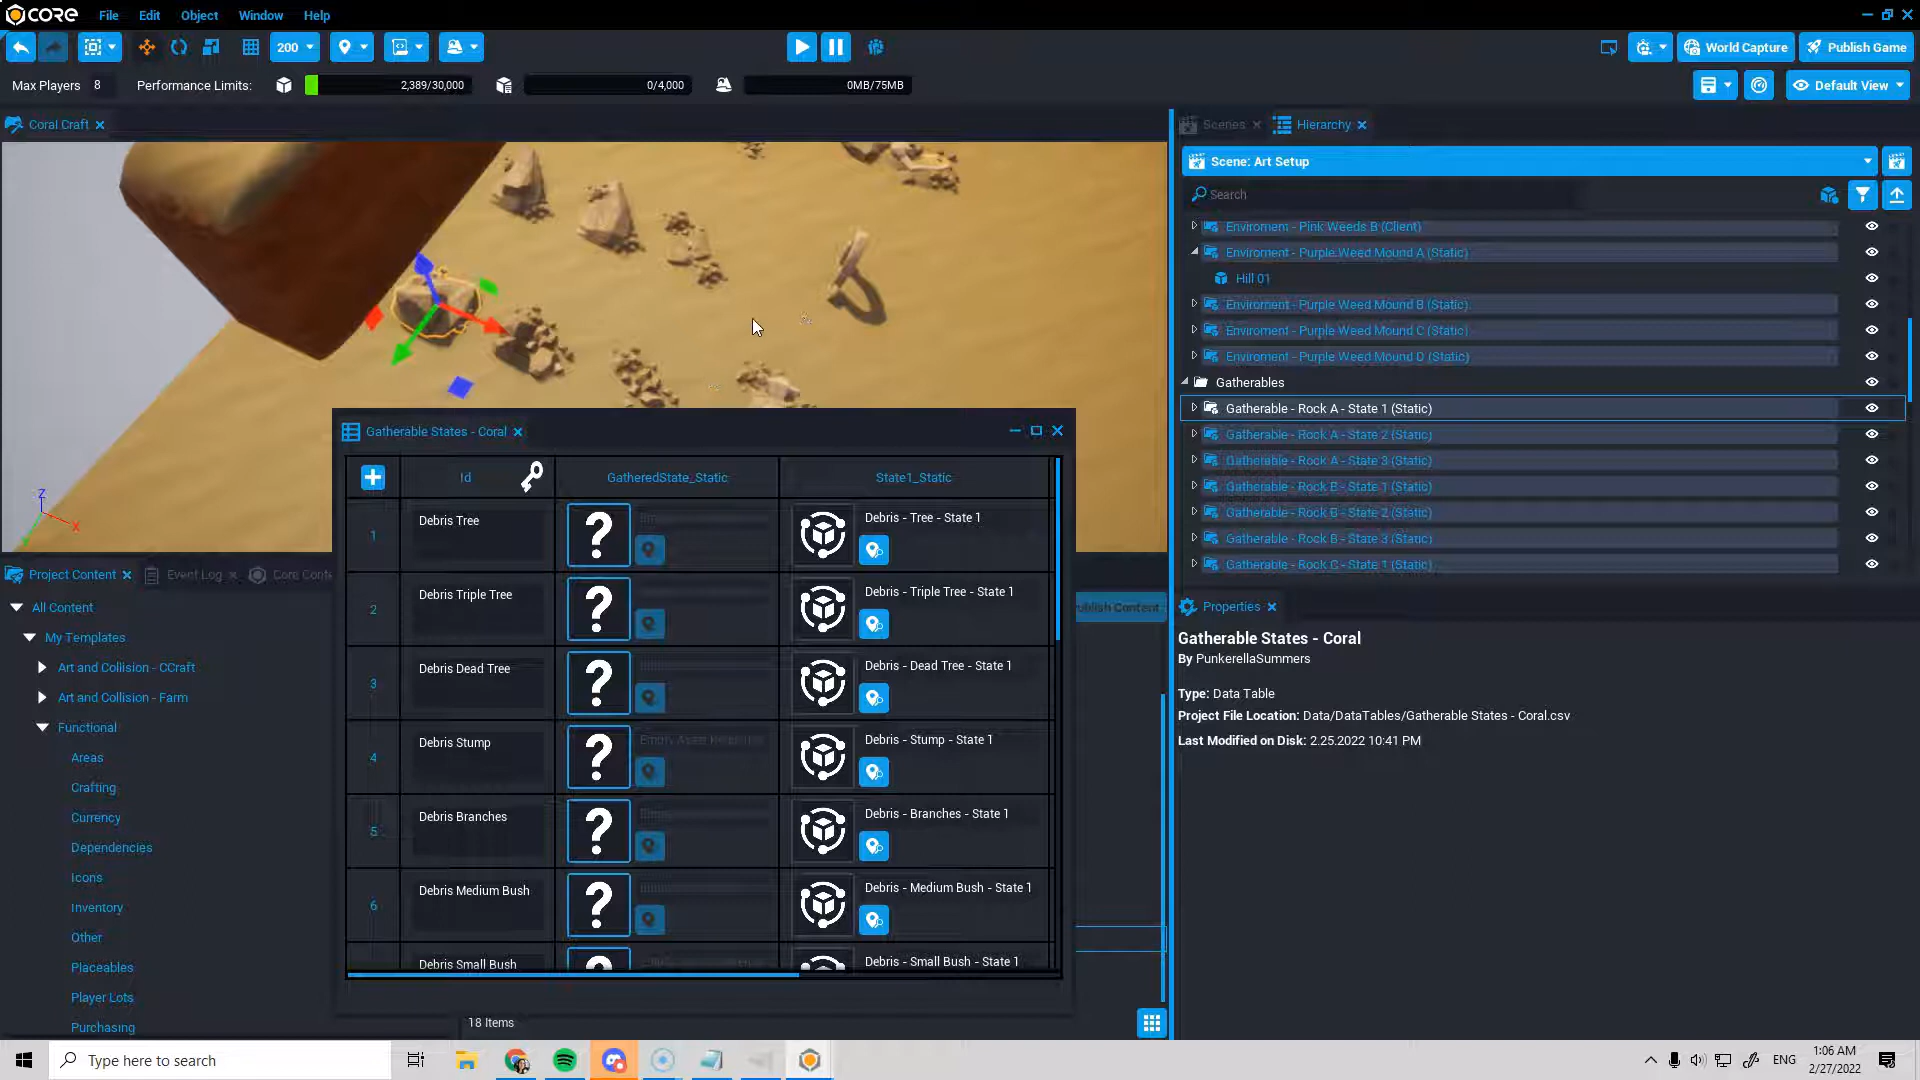 CORE File Edit Object Window Help
200 World Capture Publish Game
Max Players 8 Performance Limits: 2,389/30,000 0/4,000 0MB/75MB Default View
Coral Craft Scenes Hierarchy
Scene: Art Setup
Search
Enviroment - Pink Weeds B (Client)
Enviroment - Purple Weed Mound A (Static)
Hill 01
Enviroment - Purple Weed Mound B (Static)
Enviroment - Purple Weed Mound C (Static)
Enviroment - Purple Weed Mound D (Static)
Gatherables
Gatherable - Rock A - State 1 (Static)
Gatherable - Rock A - State 2 (Static)
Gatherable - Rock A - State 3 (Static)
Gatherable - Rock B - State 1 (Static)
Gatherable - Rock B - State 2 (Static)
Gatherable - Rock B - State 3 (Static)
Gatherable - Rock C - State 1 (Static)
Z
X
Gatherable States - Coral
Id GatheredState_Static State1_Static
1 Debris Tree Debris - Tree - State 1
2 Debris Triple Tree Debris - Triple Tree - State 1
3 Debris Dead Tree Debris - Dead Tree - State 1
4 Debris Stump Debris - Stump - State 1
5 Debris Branches Debris - Branches - State 1
6 Debris Medium Bush Debris - Medium Bush - State 1
Debris Small Bush Debris - Small Bush - State 1
Project Content Event Log Core Cont
Publish Content
All Content
My Templates
Art and Collision - CCraft
Art and Collision - Farm
Functional
Areas
Crafting
Currency
Dependencies
Icons
Inventory
Other
Placeables
Player Lots
Purchasing
18 Items
Properties
Gatherable States - Coral
By PunkerellaSummers
Type: Data Table
Project File Location: Data/DataTables/Gatherable States - Coral.csv
Last Modified on Disk: 2.25.2022 10:41 PM
Type here to search
ENG
1:06 AM
2/27/2022